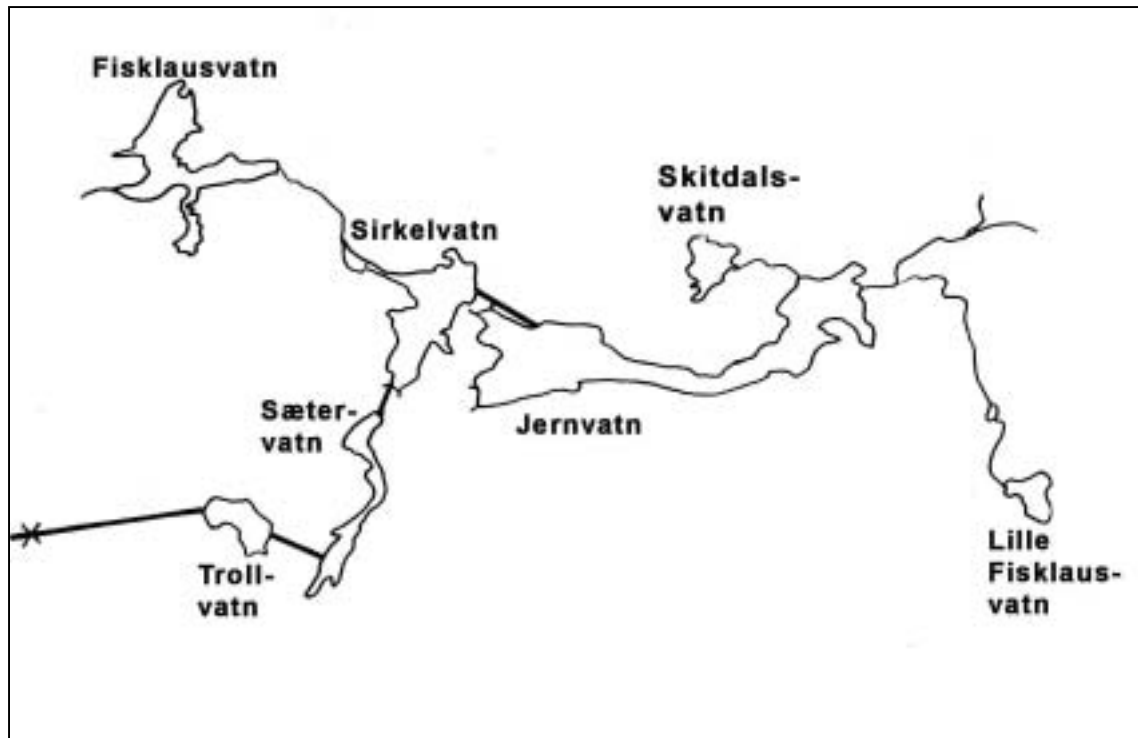 Fisklausvatn
Skitdals-
vatn
Sirkelvatn
Sæter-
vatn
Jernvatn
Troll-
vatn
Lille
Fisklaus-
vatn